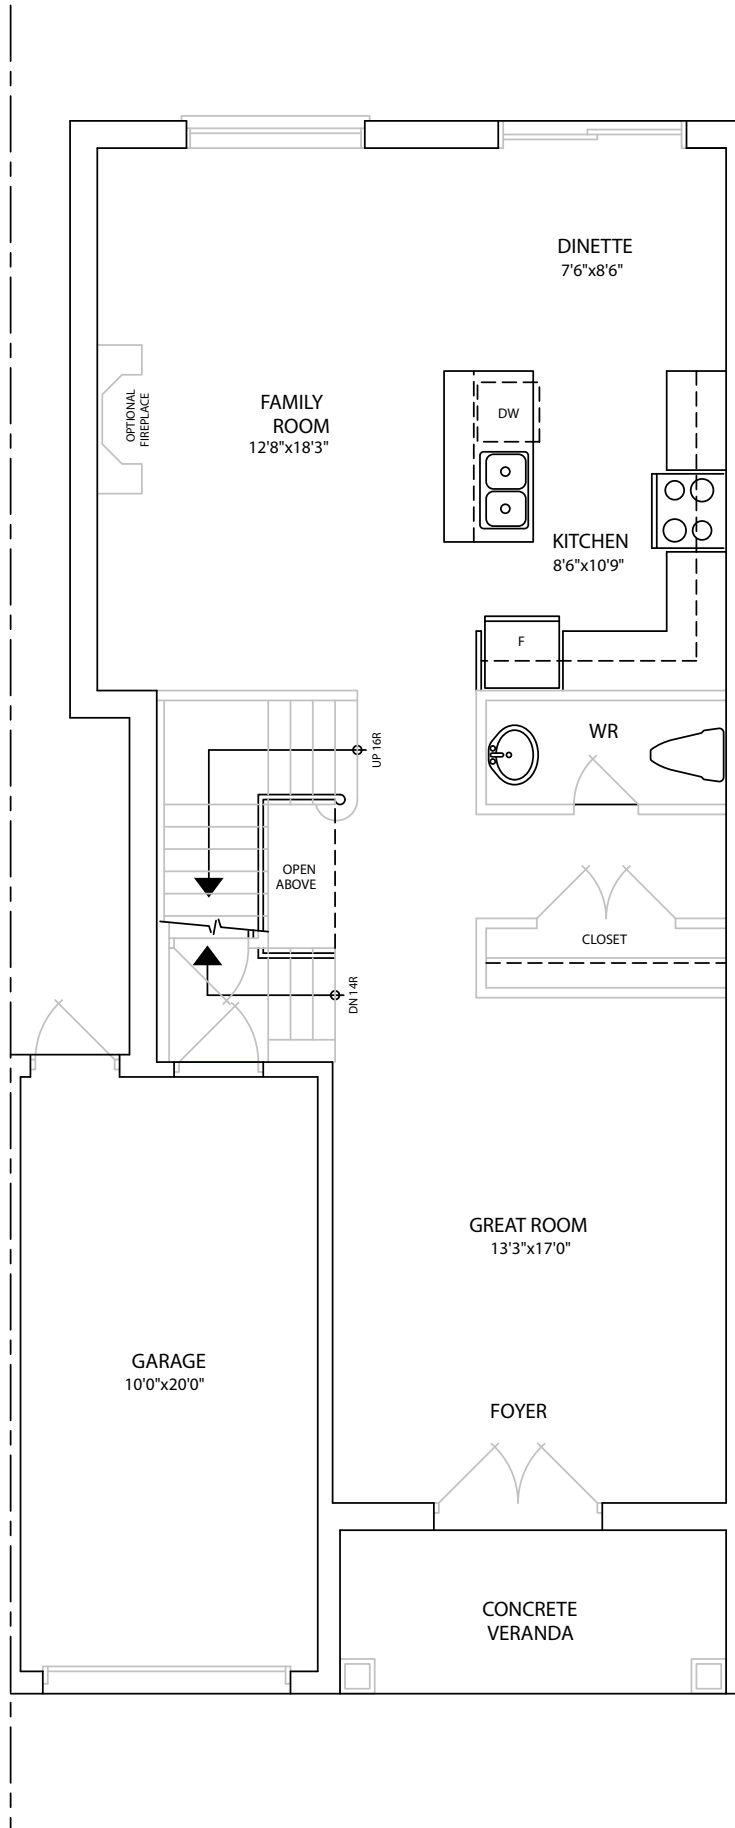 DINETTE
7'6"x8'6"
OPTIONAL
FIREPLACE
FAMILY
ROOM
12'8"x18'3"
DW
KITCHEN
8'6"x10'9"
F
WR
UP 16R
OPEN
ABOVE
CLOSET
DN 14R
GREAT ROOM
13'3"x17'0"
GARAGE
10'0"x20'0"
FOYER
CONCRETE
VERANDA